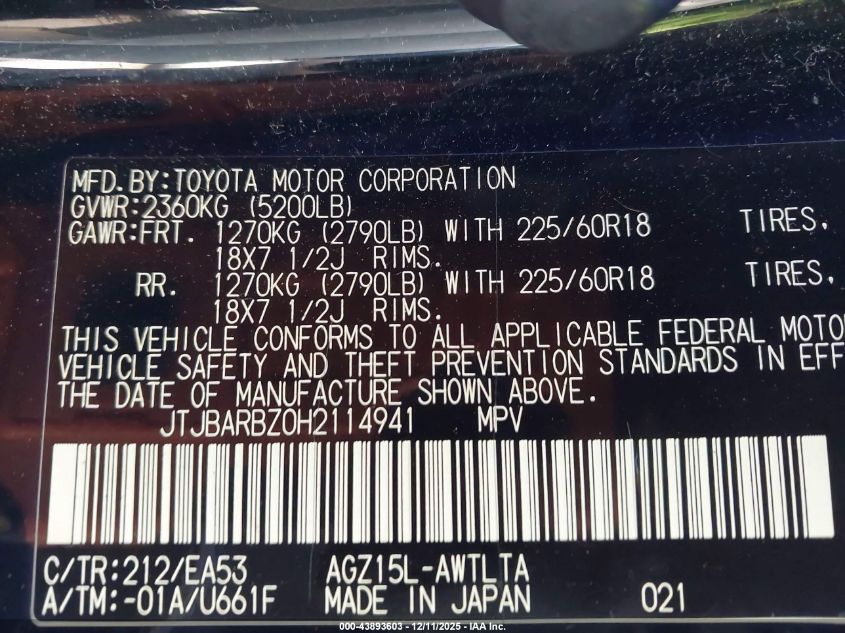 MFD.BY:TOYOTA MOTOR CORPORATION
GVWR:2360KG (5200LB)
GAWR:FRT. 1270KG (2790LB) WITH 225/60R18 TIRES,
18X7 1/2J RIMS.
RR. 1270KG (2790LB) WITH 225/60R18 TIRES,
18X7 1/2J RIMS.
THIS VEHICLE CONFORMS TO ALL APPLICABLE FEDERAL MOTO
VEHICLE SAFETY AND THEFT PREVENTION STANDARDS IN EFF
THE DATE OF MANUFACTURE SHOWN ABOVE.
JTJBARBZ0H2114941 MPV
C/TR:212/EA53 AGZ15L-AWTLTA
A/TM:-01A/U661F MADE IN JAPAN 021
000-43893603 - 12/11/2025 - IAA Inc.